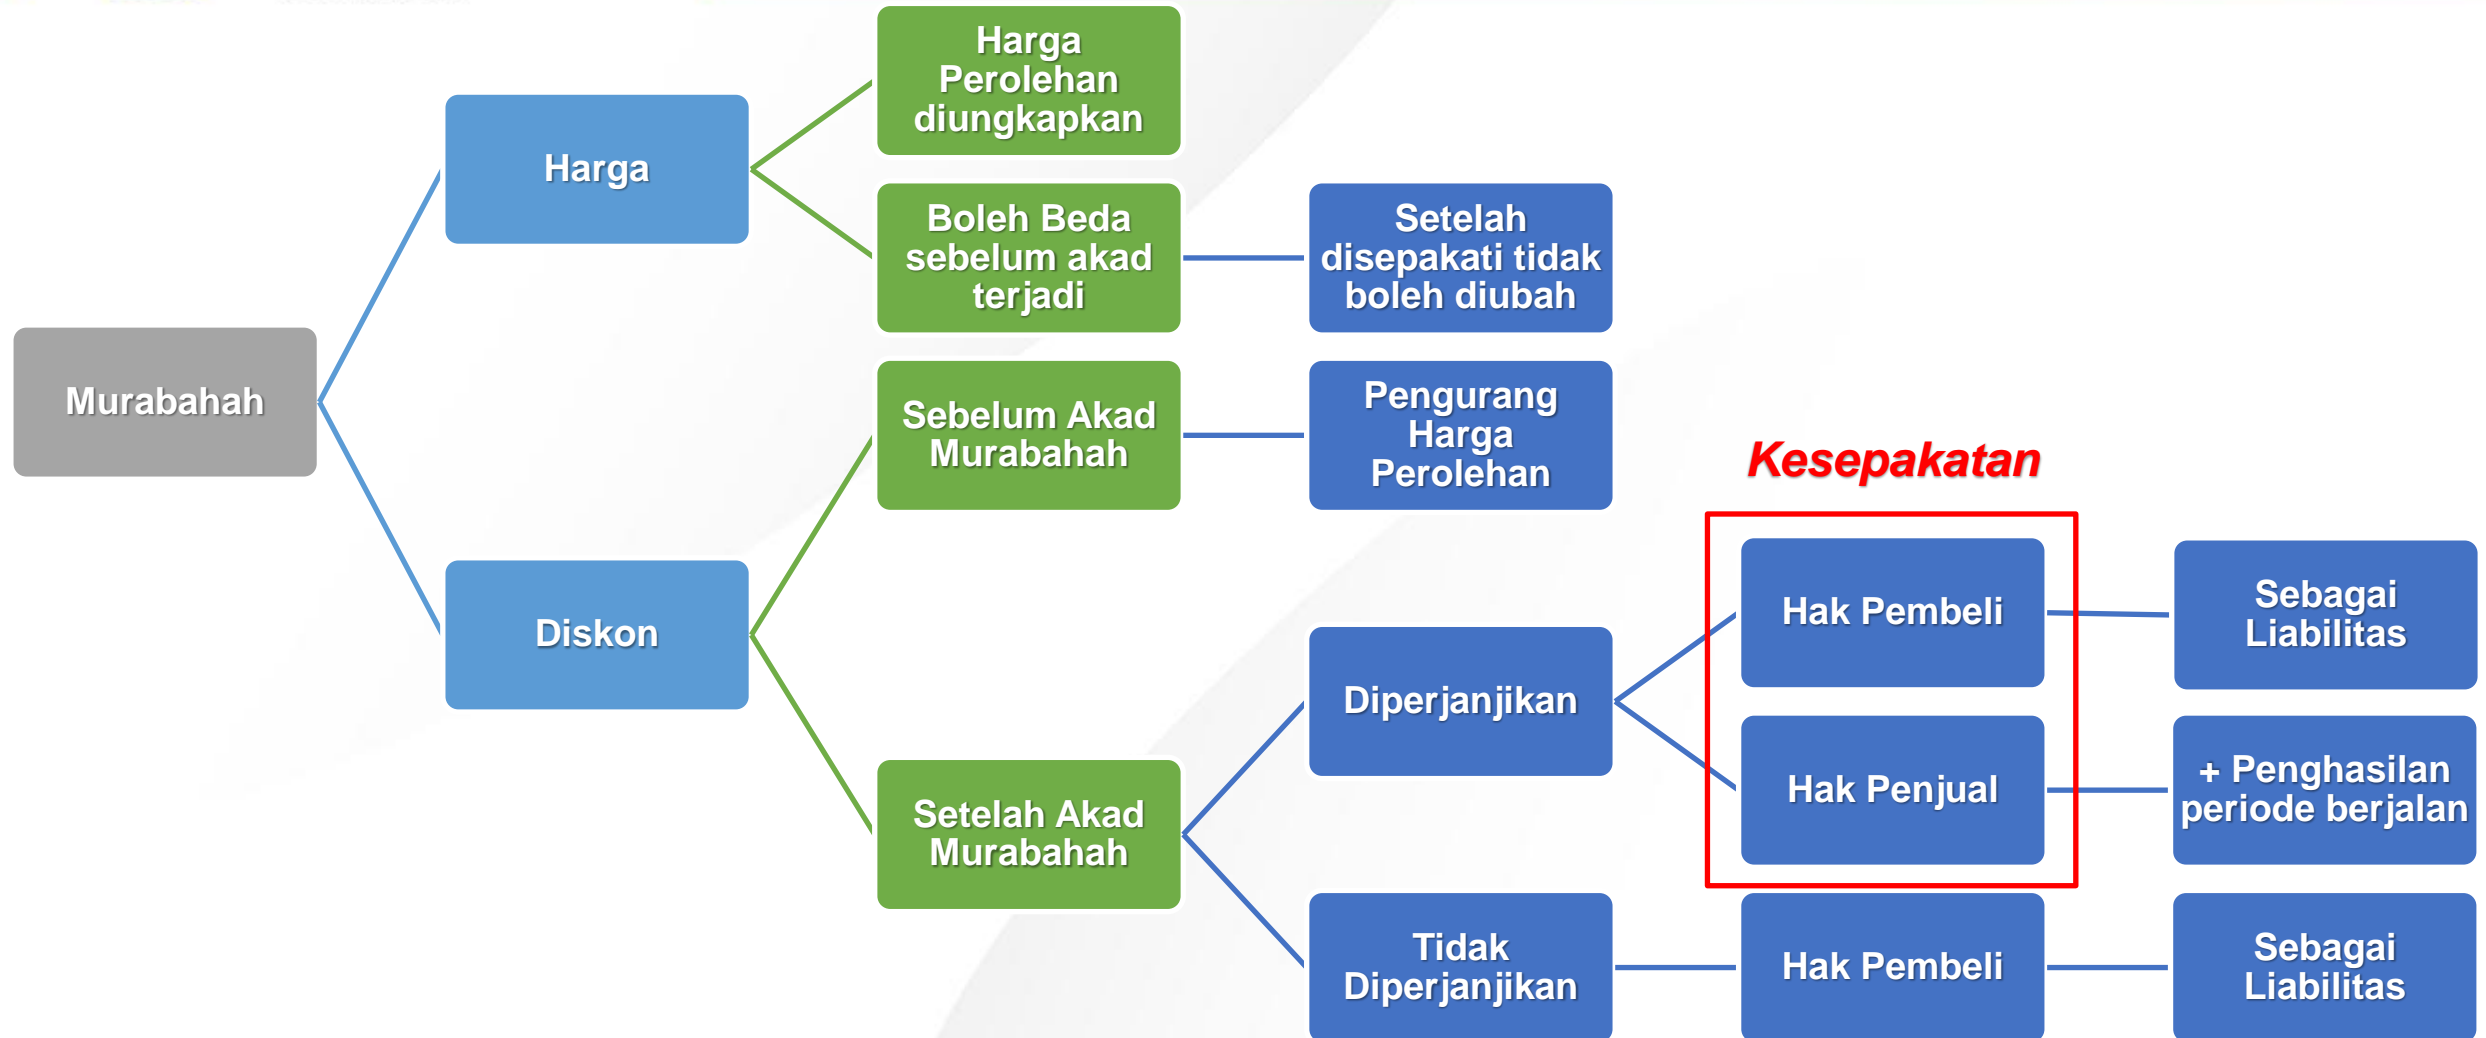 Murabahah
Harga
Harga
Perolehan
diungkapkan
Boleh Beda
sebelum akad
terjadi
Setelah
disepakati tidak
boleh diubah
Diskon
Sebelum Akad
Murabahah
Pengurang
Harga
Perolehan
Setelah Akad
Murabahah
Diperjanjikan
Kesepakatan
Hak Pembeli
Sebagai
Liabilitas
Hak Penjual
+ Penghasilan
periode berjalan
Tidak
Diperjanjikan
Hak Pembeli
Sebagai
Liabilitas